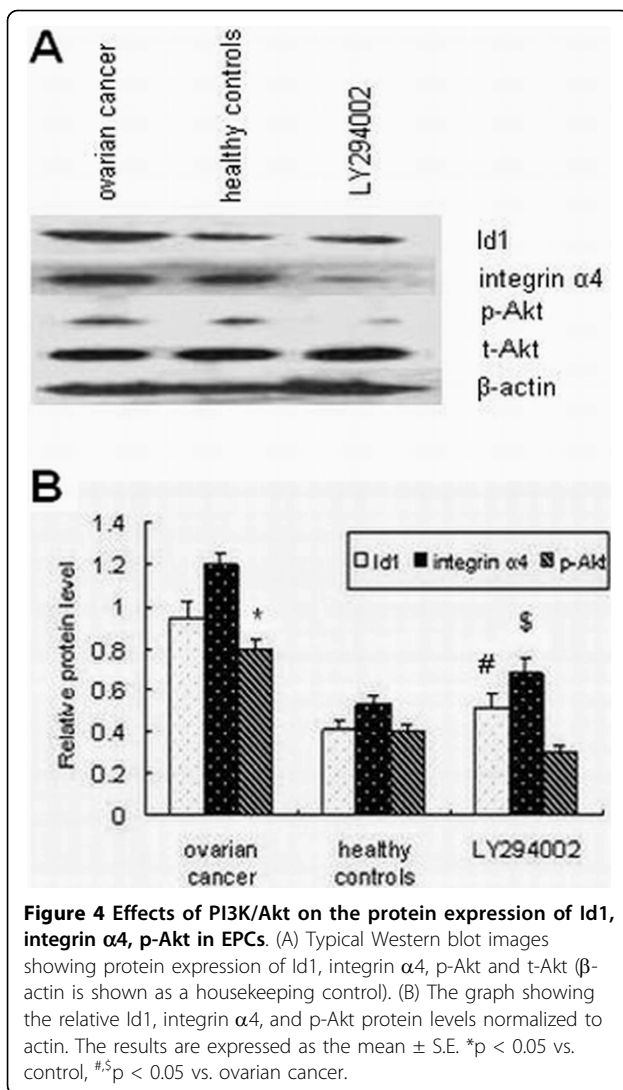 A
ovarian cancer
healthy controls
LY294002
Id1
integrin α4
p-Akt
t-Akt
β-actin
B
Relative protein level
1.4
1.2
1
0.8
0.6
0.4
0.2
0
Id1 integrin α4 p-Akt
*
#
$
ovarian cancer
healthy controls
LY294002
Figure 4 Effects of PI3K/Akt on the protein expression of Id1,
integrin α4, p-Akt in EPCs. (A) Typical Western blot images
showing protein expression of Id1, integrin α4, p-Akt and t-Akt (β-
actin is shown as a housekeeping control). (B) The graph showing
the relative Id1, integrin α4, and p-Akt protein levels normalized to
actin. The results are expressed as the mean ± S.E. *p < 0.05 vs.
control, #,$p < 0.05 vs. ovarian cancer.